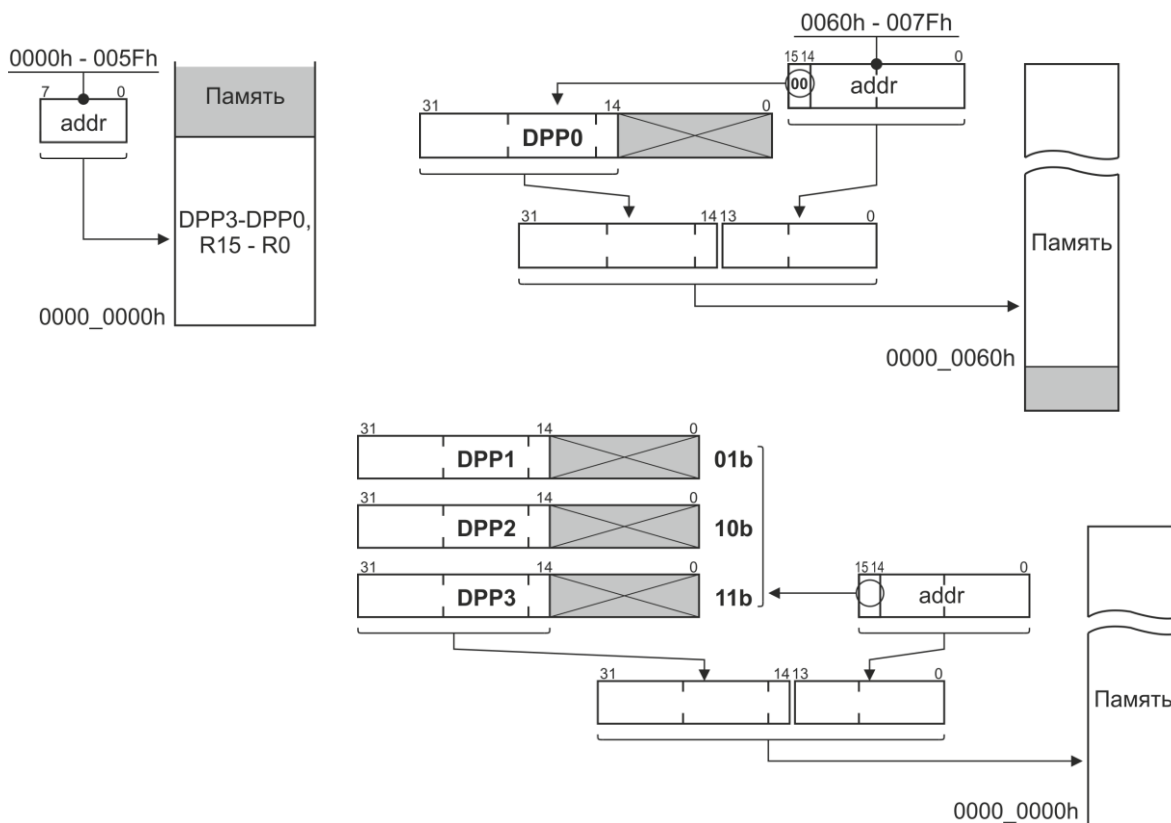 0000h - 005Fh
7 0
addr
Память
DPP3-DPP0,
R15 - R0
0000_0000h
0060h - 007Fh
15 14 0
00 addr
31 14 0
DPP0
31 14 13 0
Память
0000_0060h
31 14 0
DPP1 01b
31 14 0
DPP2 10b
31 14 0
DPP3 11b
15 14 0
addr
31 14 13 0
Память
0000_0000h